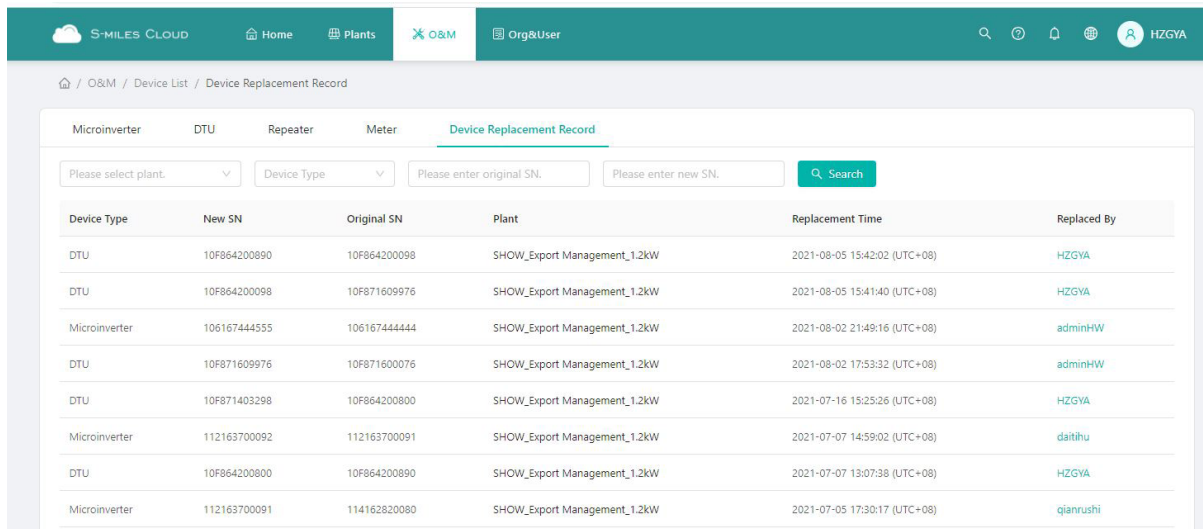 S-MILES CLOUD Home Plants O&M Org&User HZGYA
/ O&M / Device List / Device Replacement Record
Microinverter DTU Repeater Meter Device Replacement Record
Please select plant. Device Type Please enter original SN. Please enter new SN. Search
Device Type New SN Original SN Plant Replacement Time Replaced By
DTU 10F864200890 10F864200098 SHOW_Export Management_1.2kW 2021-08-05 15:42:02 (UTC+08) HZGYA
DTU 10F864200098 10F871609976 SHOW_Export Management_1.2kW 2021-08-05 15:41:40 (UTC+08) HZGYA
Microinverter 106167444555 106167444444 SHOW_Export Management_1.2kW 2021-08-02 21:49:16 (UTC+08) adminHW
DTU 10F871609976 10F871600076 SHOW_Export Management_1.2kW 2021-08-02 17:53:32 (UTC+08) adminHW
DTU 10F871403298 10F864200800 SHOW_Export Management_1.2kW 2021-07-16 15:25:26 (UTC+08) HZGYA
Microinverter 112163700092 112163700091 SHOW_Export Management_1.2kW 2021-07-07 14:59:02 (UTC+08) daitihu
DTU 10F864200800 10F864200890 SHOW_Export Management_1.2kW 2021-07-07 13:07:38 (UTC+08) HZGYA
Microinverter 112163700091 114162820080 SHOW_Export Management_1.2kW 2021-07-05 17:30:17 (UTC+08) qianrushi